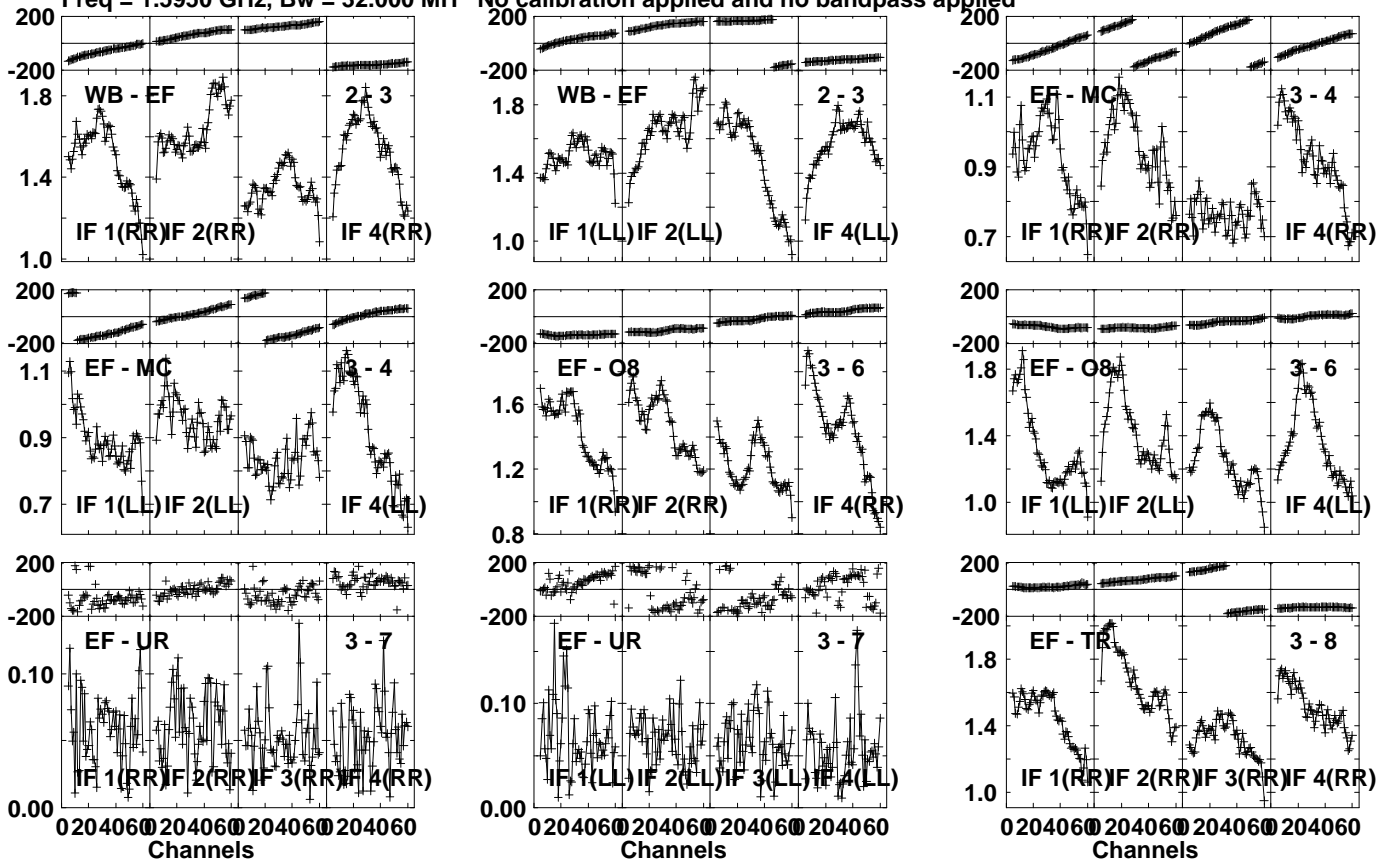 Freq = 1.5950 GHz, Bw = 32.000 MH No calibration applied and no bandpass applied
200
-200
WB - EF 2 - 3
1.8
1.4
1.0
IF 1(RR) IF 2(RR) IF 4(RR)
200
-200
WB - EF 2 - 3
1.8
1.4
1.0
IF 1(LL) IF 2(LL) IF 4(LL)
200
-200
EF - MC 3 - 4
1.1
0.9
0.7
IF 1(RR) IF 2(RR) IF 4(RR)
200
-200
EF - MC 3 - 4
1.1
0.9
0.7
IF 1(LL) IF 2(LL) IF 4(LL)
200
-200
EF - O8 3 - 6
1.6
1.2
0.8
IF 1(RR) IF 2(RR) IF 4(RR)
200
-200
EF - O8 3 - 6
1.8
1.4
1.0
IF 1(LL) IF 2(LL) IF 4(LL)
200
-200
EF - UR 3 - 7
0.10
0.00
IF 1(RR) IF 2(RR) IF 3(RR) IF 4(RR)
0 20 40 60 0 20 40 60 0 20 40 60 0 20 40 60
Channels
200
-200
EF - UR 3 - 7
0.10
0.00
IF 1(LL) IF 2(LL) IF 3(LL) IF 4(LL)
0 20 40 60 0 20 40 60 0 20 40 60 0 20 40 60
Channels
200
-200
EF - TR 3 - 8
1.8
1.4
1.0
IF 1(RR) IF 2(RR) IF 3(RR) IF 4(RR)
0 20 40 60 0 20 40 60 0 20 40 60 0 20 40 60
Channels